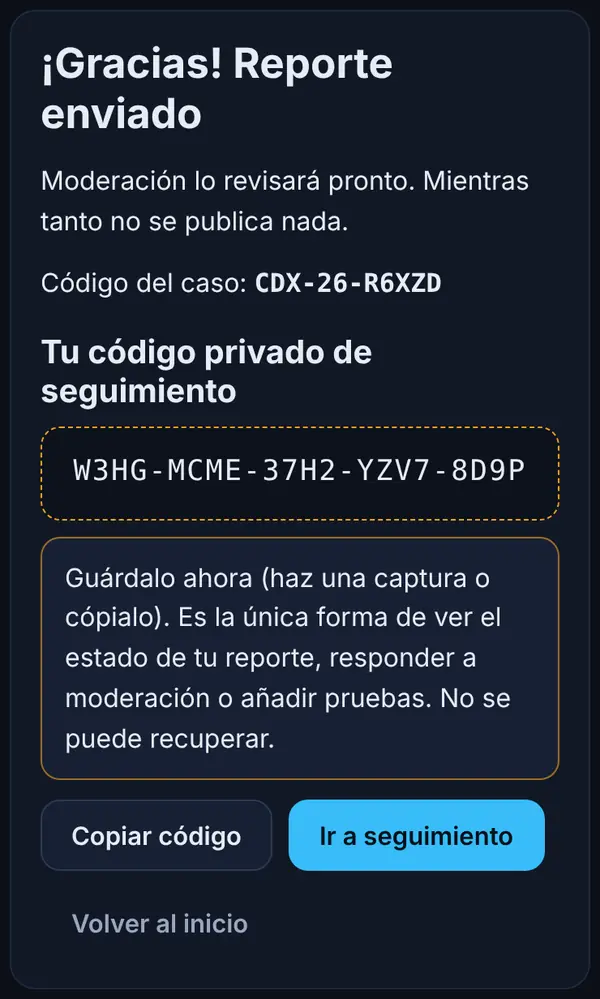 ¡Gracias! Reporte
enviado
Moderación lo revisará pronto. Mientras
tanto no se publica nada.
Código del caso: CDX-26-R6XZD
Tu código privado de
seguimiento
W3HG-MCME-37H2-YZV7-8D9P
Guárdalo ahora (haz una captura o
cópialo). Es la única forma de ver el
estado de tu reporte, responder a
moderación o añadir pruebas. No se
puede recuperar.
Copiar código
Ir a seguimiento
Volver al inicio